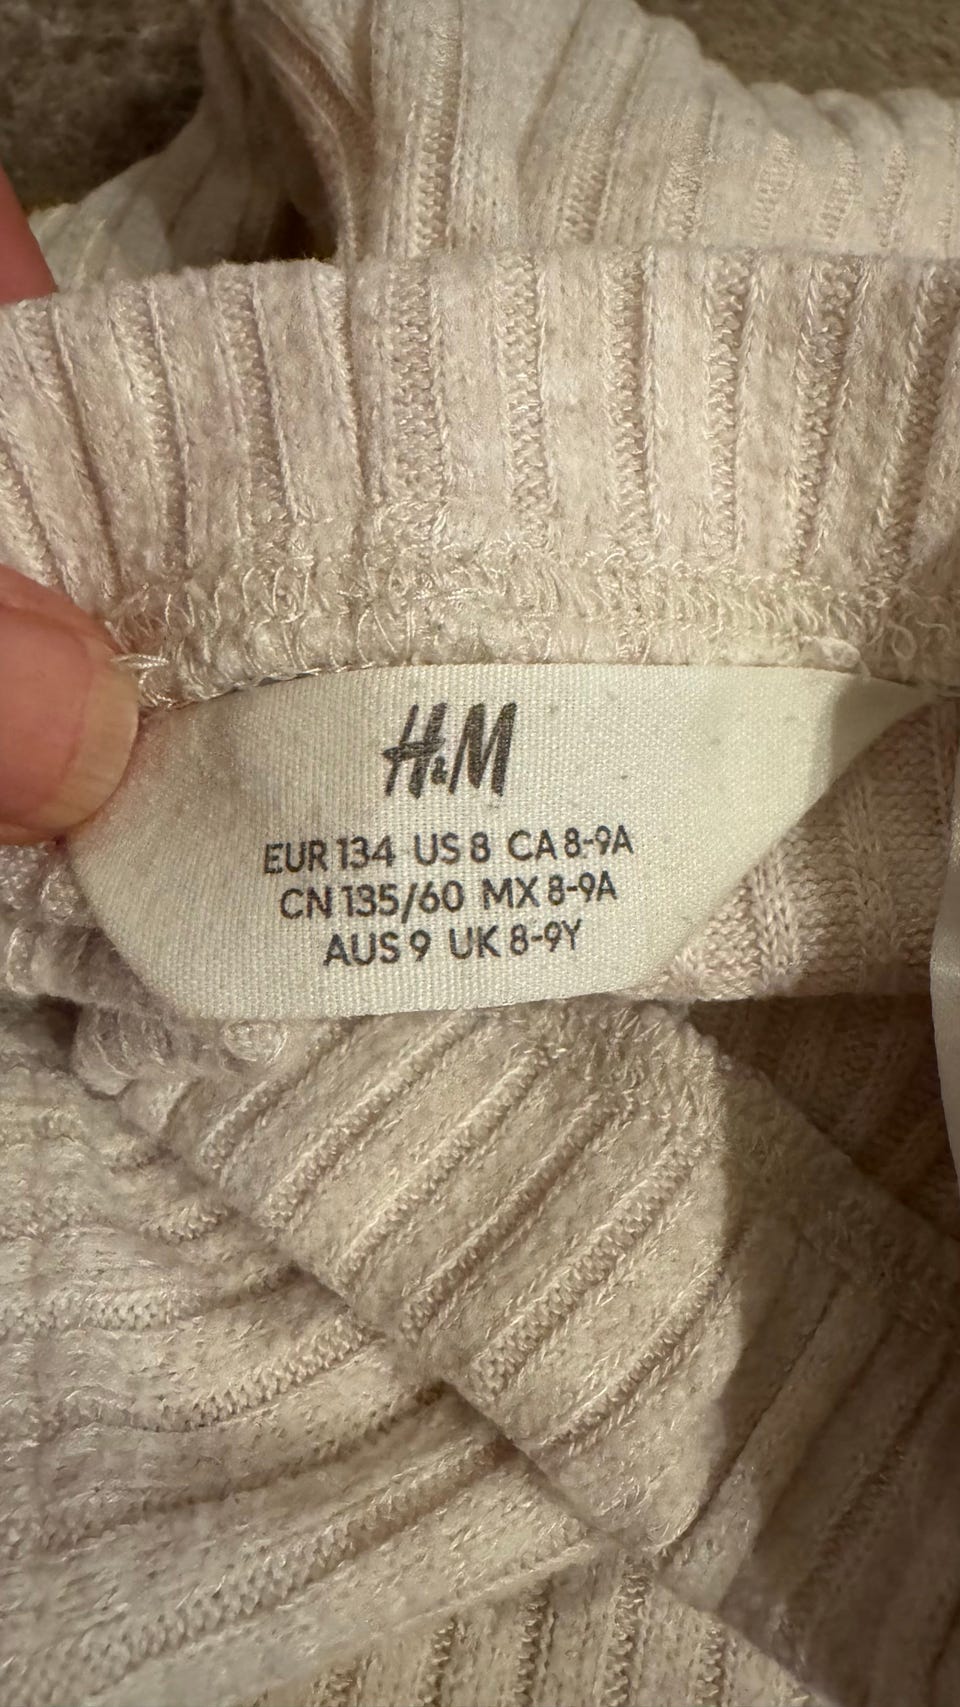 H&M
EUR 134 US 8 CA 8-9A
CN 135/60 MX 8-9A
AUS 9 UK 8-9Y